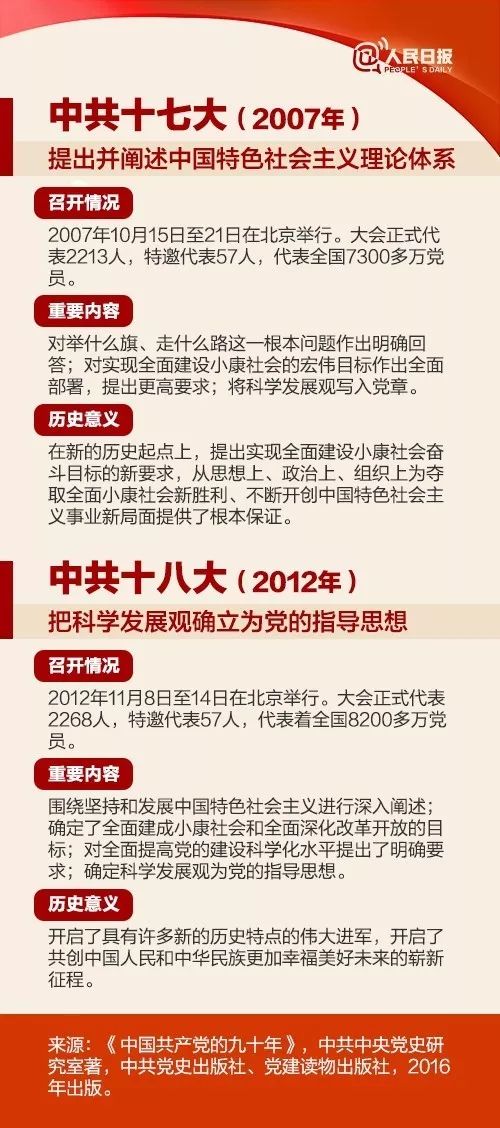 人民日报
PEOPLE'S DAILY
中共十七大（2007年）
提出并阐述中国特色社会主义理论体系
召开情况
2007年10月15日至21日在北京举行。大会正式代
表2213人，特邀代表57人，代表全国7300多万党
员。
重要内容
对举什么旗、走什么路这一根本问题作出明确回
答；对实现全面建设小康社会的宏伟目标作出全面
部署，提出更高要求；将科学发展观写入党章。
历史意义
在新的历史起点上，提出实现全面建设小康社会奋
斗目标的新要求，从思想上、政治上、组织上为夺
取全面小康社会新胜利、不断开创中国特色社会主
义事业新局面提供了根本保证。
中共十八大（2012年）
把科学发展观确立为党的指导思想
召开情况
2012年11月8日至14日在北京举行。大会正式代表
2268人，特邀代表57人，代表着全国8200多万党
员。
重要内容
围绕坚持和发展中国特色社会主义进行深入阐述；
确定了全面建成小康社会和全面深化改革开放的目
标；对全面提高党的建设科学化水平提出了明确要
求；确定科学发展观为党的指导思想。
历史意义
开启了具有许多新的历史特点的伟大进军，开启了
共创中国人民和中华民族更加幸福美好未来的崭新
征程。
来源：《中国共产党的九十年》，中共中央党史研
究室著，中共党史出版社、党建读物出版社，2016
年出版。